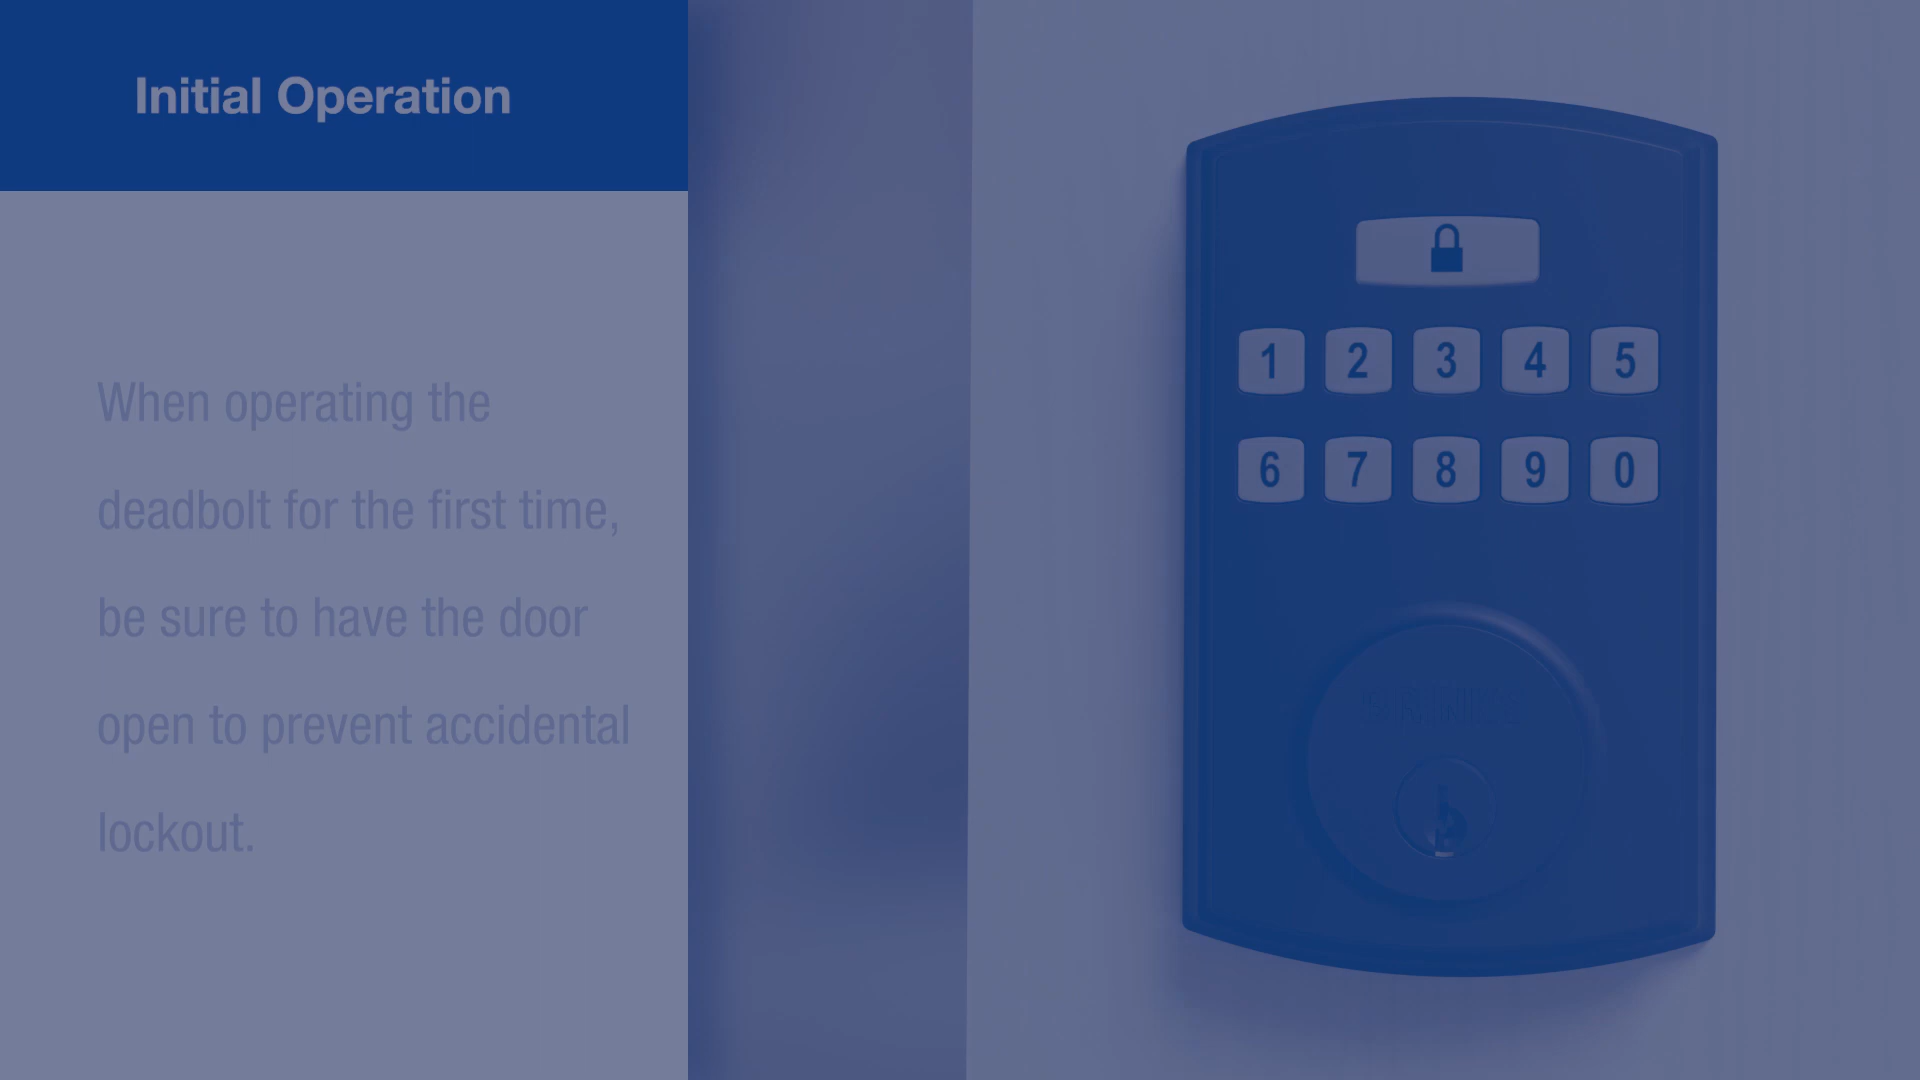 Initial Operation
When operating the
deadbolt for the first time,
be sure to have the door
open to prevent accidental
lockout.
1 2 3 4 5
6 7 8 9 0
BRINKS